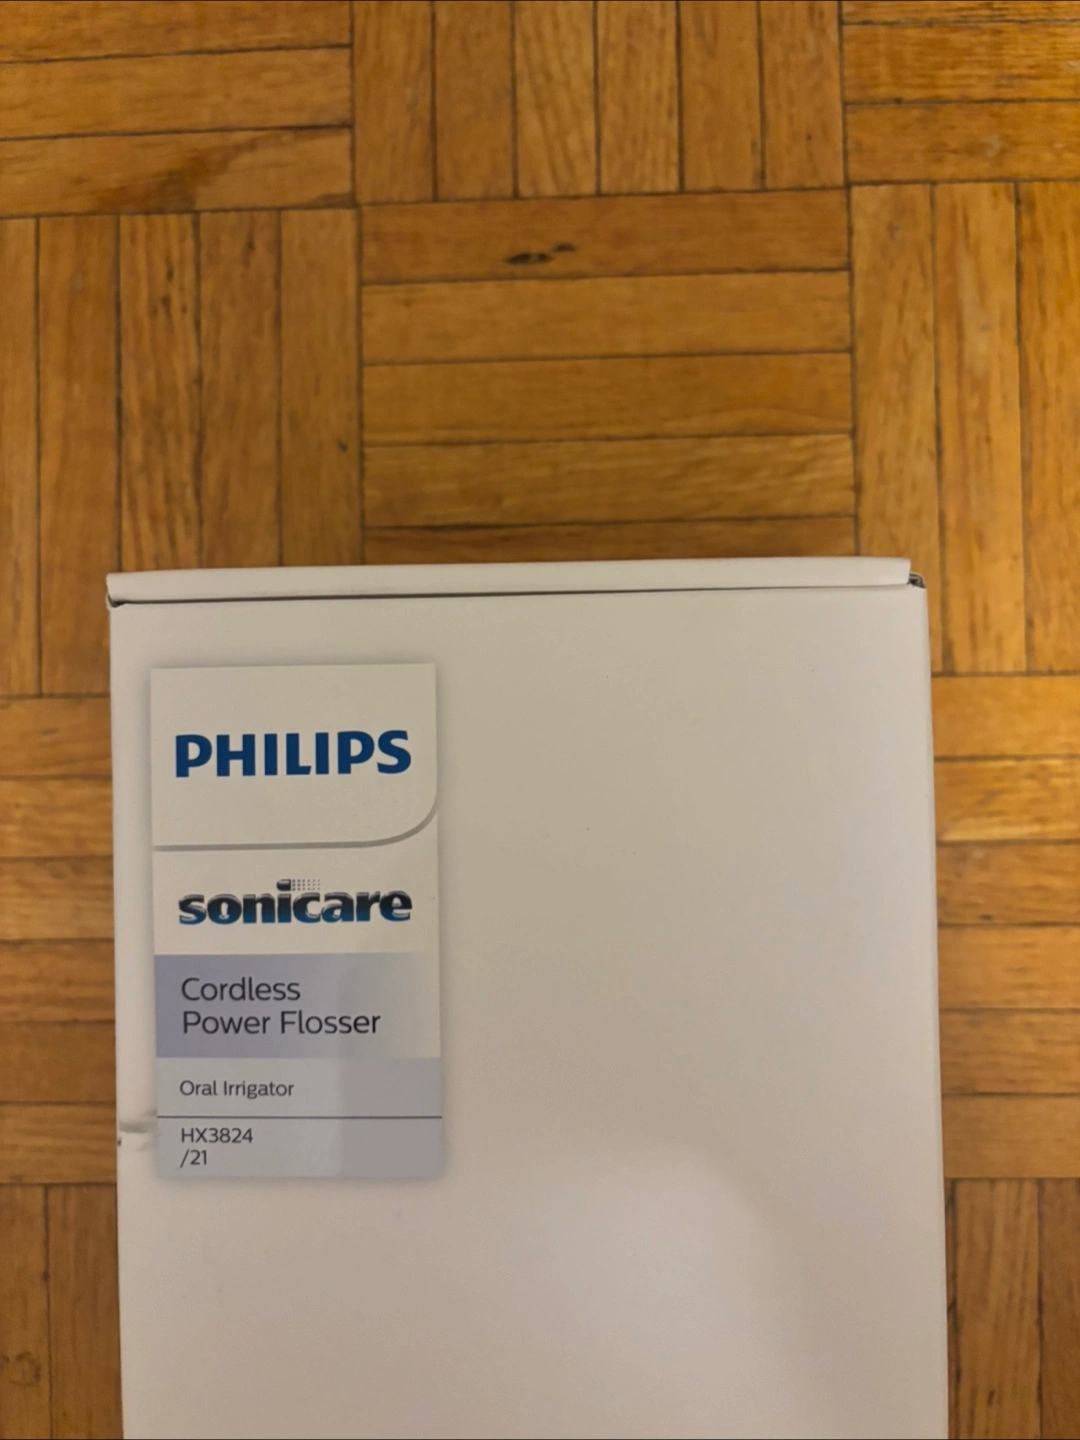 PHILIPS
sonicare
Cordless
Power Flosser
Oral Irrigator
HX3824
/21